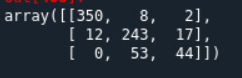 array([[350,   8,   2],
       [ 12, 243,  17],
       [  0,  53,  44]])